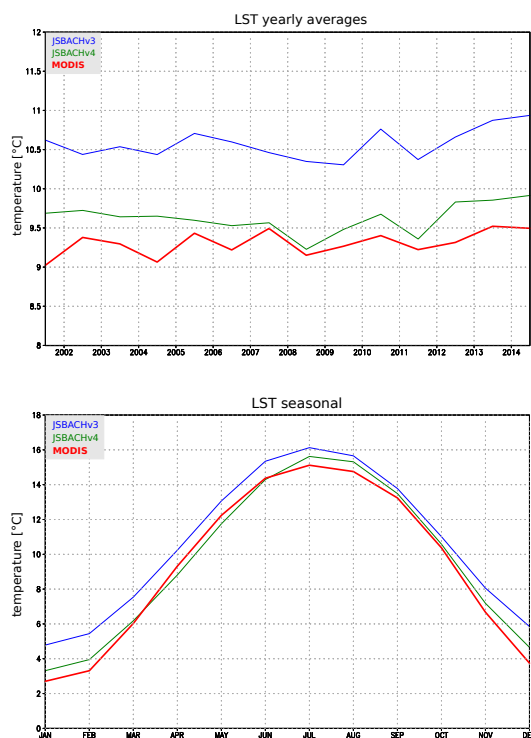 LST yearly averages
12
JSBACHv3
JSBACHv4
MODIS
11.5
11
10.5
10
9.5
9
8.5
8
temperature [°C]
2002 2003 2004 2005 2006 2007 2008 2009 2010 2011 2012 2013 2014
LST seasonal
18
JSBACHv3
JSBACHv4
MODIS
16
14
12
10
8
6
4
2
0
temperature [°C]
JAN FEB MAR APR MAY JUN JUL AUG SEP OCT NOV DE